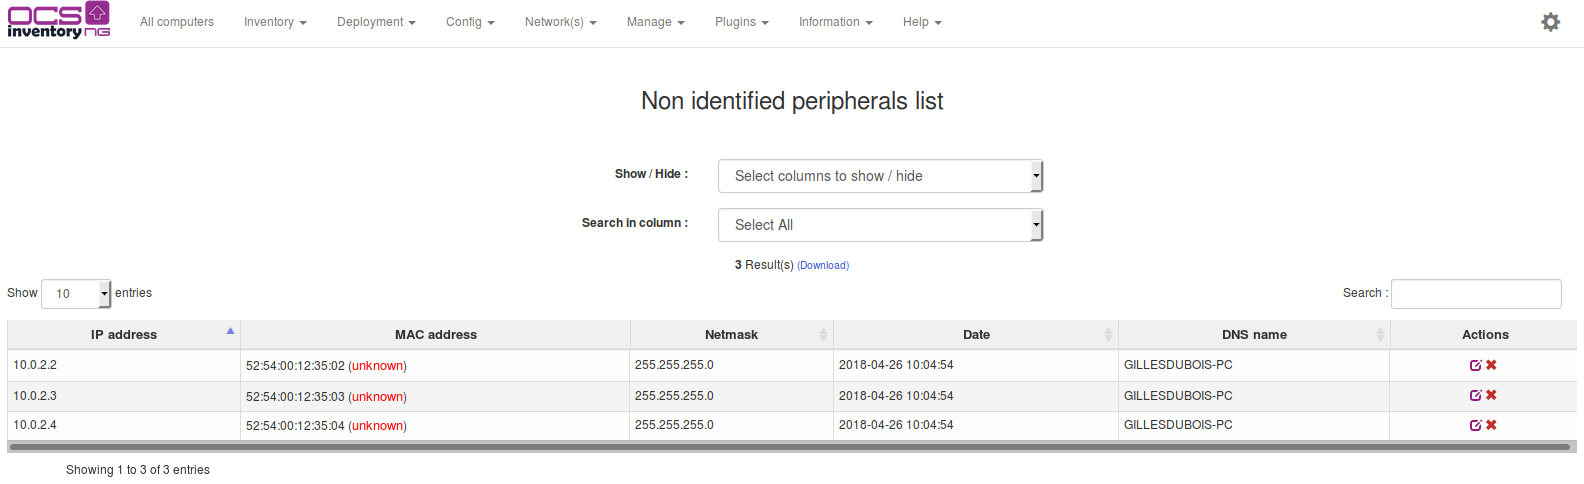 OCS
inventory NG
All computers Inventory Deployment Config Network(s) Manage Plugins Information Help
Non identified peripherals list
Show / Hide : Select columns to show / hide
Search in column : Select All
3 Result(s) (Download)
Show 10 entries Search :
IP address MAC address Netmask Date DNS name Actions
10.0.2.2 52:54:00:12:35:02 (unknown) 255.255.255.0 2018-04-26 10:04:54 GILLESDUBOIS-PC
10.0.2.3 52:54:00:12:35:03 (unknown) 255.255.255.0 2018-04-26 10:04:54 GILLESDUBOIS-PC
10.0.2.4 52:54:00:12:35:04 (unknown) 255.255.255.0 2018-04-26 10:04:54 GILLESDUBOIS-PC
Showing 1 to 3 of 3 entries